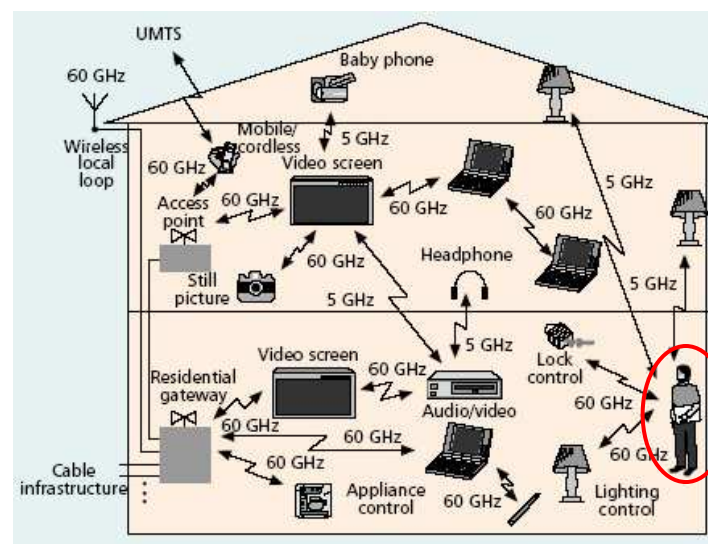 UMTS
Baby phone
60 GHz
Mobile/
cordless
5 GHz
Wireless
local
loop
60 GHz
Video screen
5 GHz
Access
point
60 GHz
60 GHz
60 GHz
Still
picture
60 GHz
Headphone
5 GHz
5 GHz
Video screen
5 GHz
Lock
control
Residential
gateway
60 GHz
Audio/video
60 GHz
60 GHz
60 GHz
60 GHz
Cable
infrastructure
60 GHz
Appliance
control
60 GHz
Lighting
control